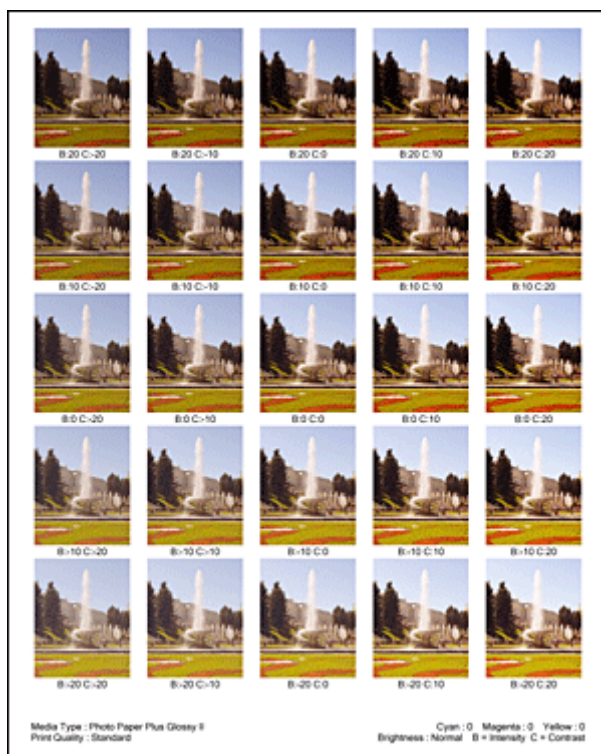 B:20 C:-20 B:20 C:-10 B:20 C:0 B:20 C:10 B:20 C:20
B:10 C:-20 B:10 C:-10 B:10 C:0 B:10 C:10 B:10 C:20
B:0 C:-20 B:0 C:-10 B:0 C:0 B:0 C:10 B:0 C:20
B:-10 C:-20 B:-10 C:-10 B:-10 C:0 B:-10 C:10 B:-10 C:20
B:-20 C:-20 B:-20 C:-10 B:-20 C:0 B:-20 C:10 B:-20 C:20
Media Type : Photo Paper Plus Glossy II Cyan : 0 Magenta : 0 Yellow : 0
Print Quality : Standard Brightness : Normal B = Intensity C = Contrast